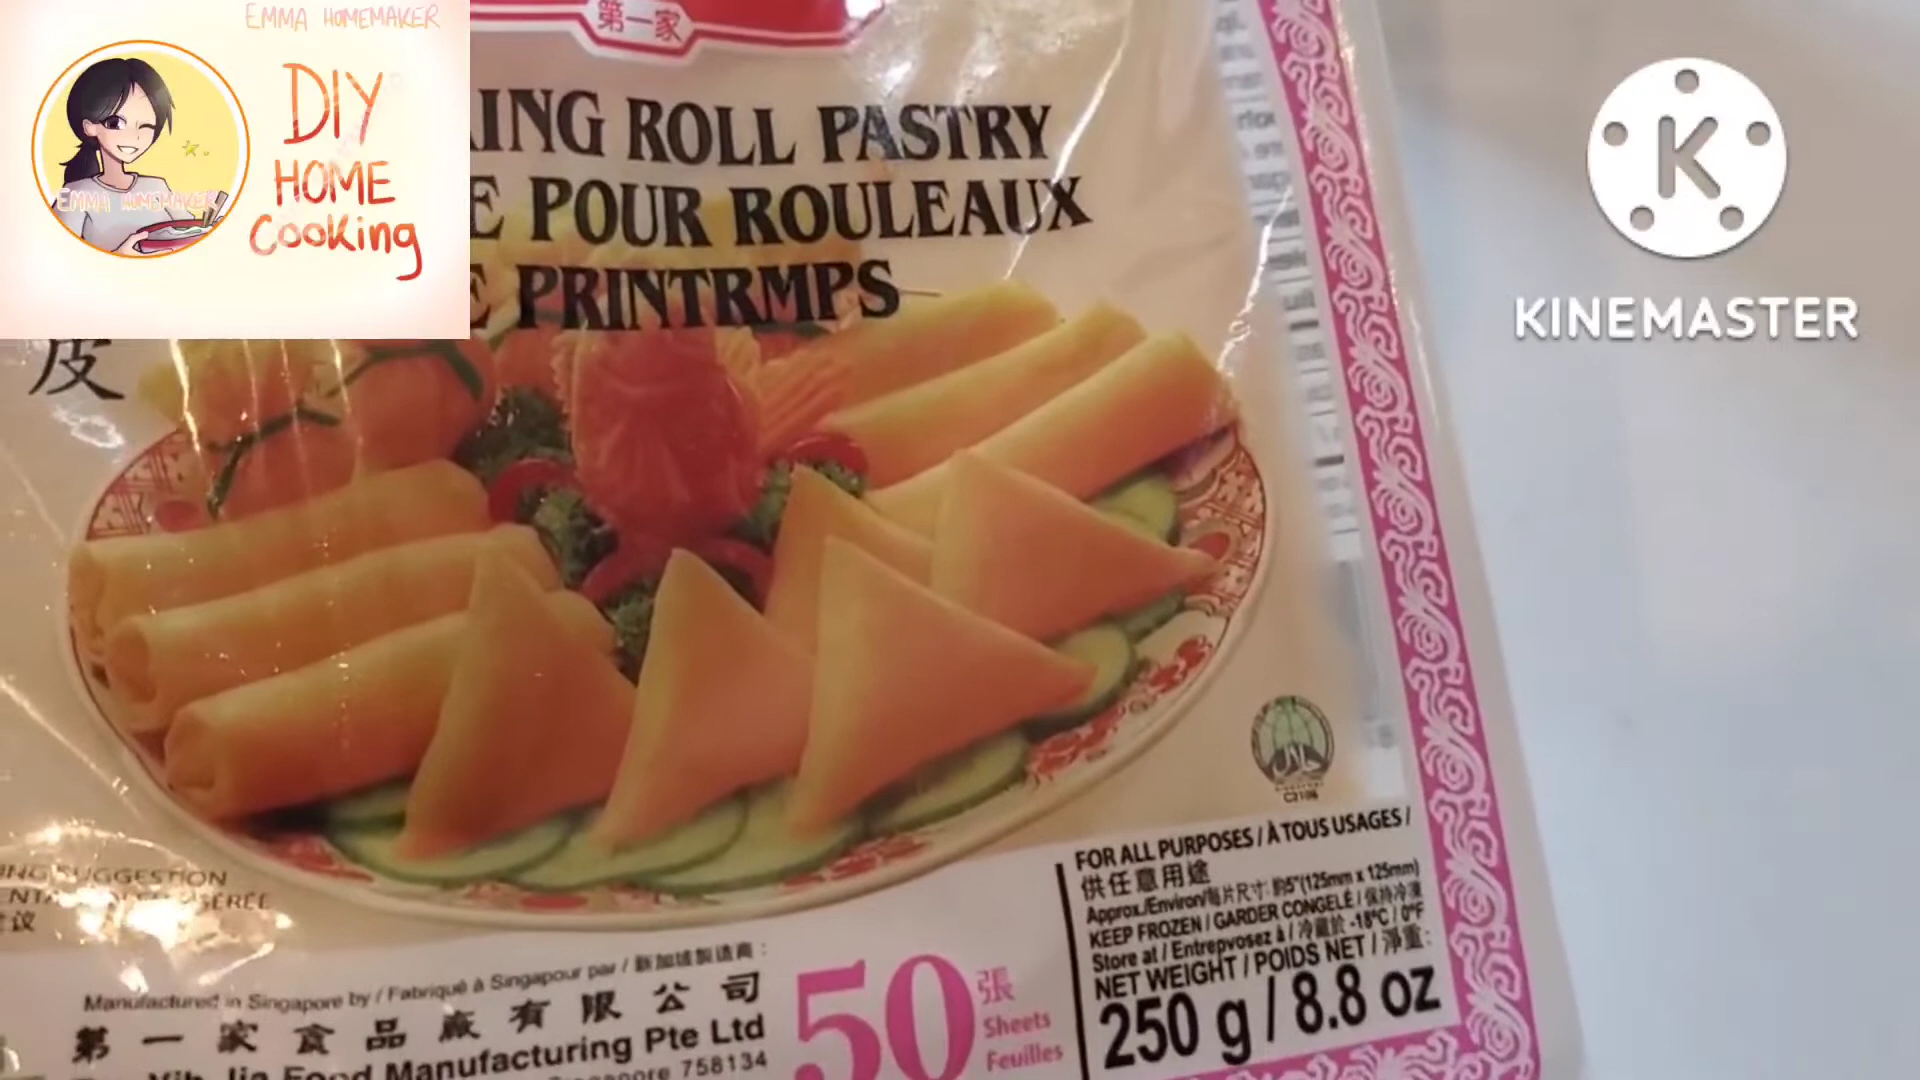 EMMA HOMEMAKER
DIY
HOME
Cooking
EMMA HOMEMAKER
第一家
ROLL PASTRY
POUR ROULEAUX
PRINTRMPS
皮
KINEMASTER
SUGGESTION
FOR ALL PURPOSES / À TOUS USAGES /
供任意用途
Approx./Environ/每片尺寸: 約5"(125mm x 125mm)
KEEP FROZEN / GARDER CONGELÉ / 保持冷凍
Store at / Entreposez à / 冷藏於 -18°C / 0°F
NET WEIGHT / POIDS NET / 淨重:
250 g / 8.8 oz
Manufactured in Singapore by / Fabriqué à Singapour par / 新加坡製造商 :
第一家食品廠有限公司
Food Manufacturing Pte Ltd
758134
50
張
Sheets
Feuilles